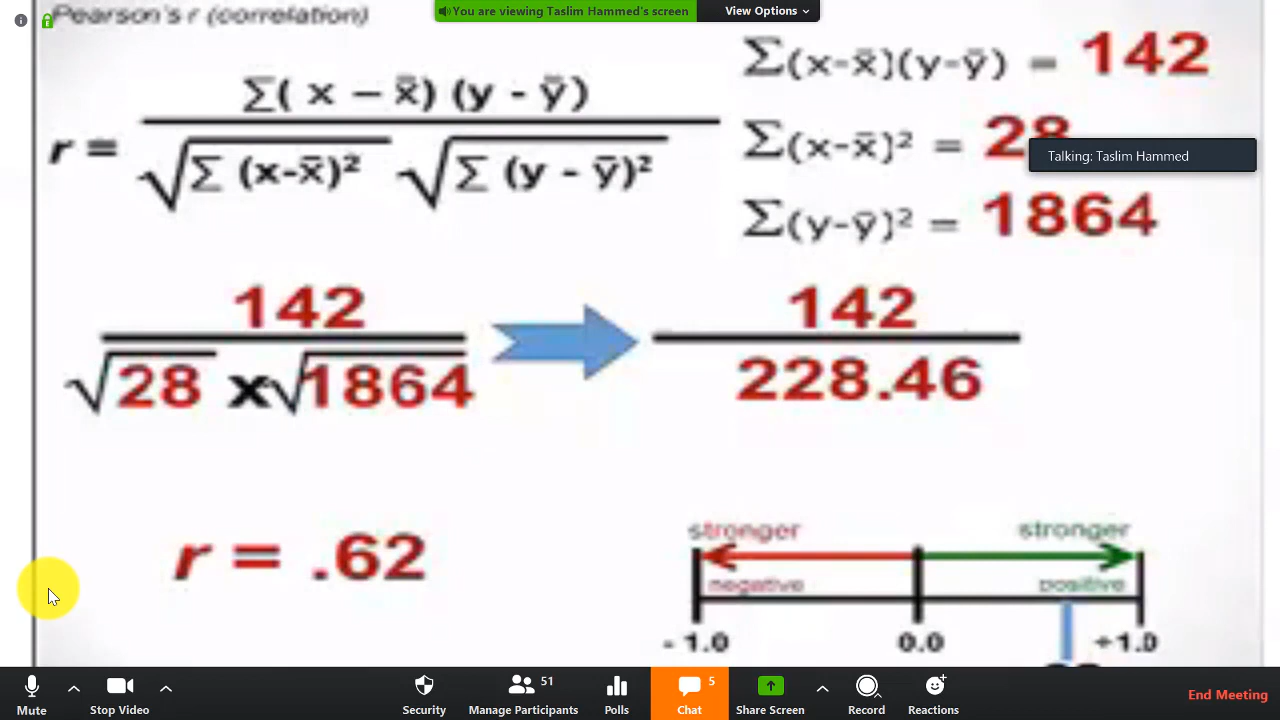 Pearson's r (correlation)
You are viewing Taslim Hammed's screen
View Options
r = Σ( x – x̄) (y - ȳ)
√Σ (x-x̄)² √Σ (y - ȳ)²
Σ(x-x̄)(y-ȳ) = 142
Σ(x-x̄)² = 28
Talking: Taslim Hammed
Σ(y-ȳ)² = 1864
142
√28 x√1864
142
228.46
r = .62
stronger stronger
negative positive
- 1.0 0.0 +1.0
Mute
Stop Video
Security
51
Manage Participants
Polls
5
Chat
Share Screen
Record
Reactions
End Meeting